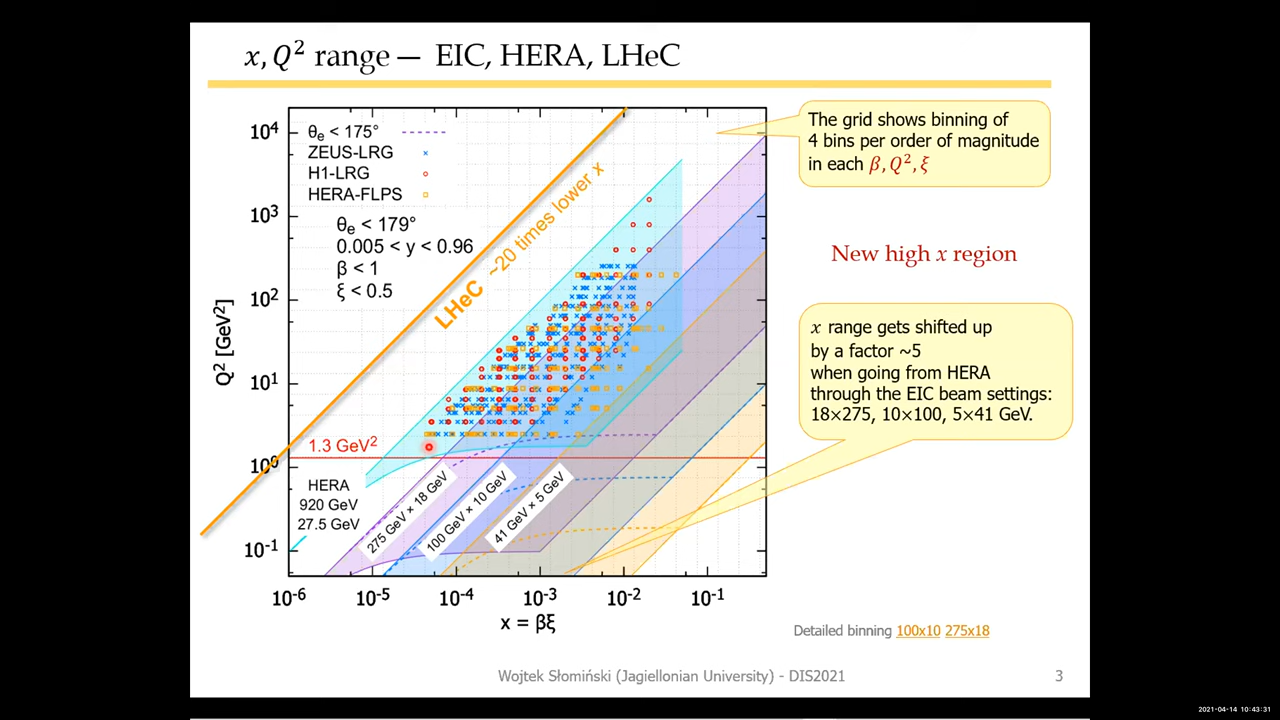 x, Q² range — EIC, HERA, LHeC
θe < 175°
ZEUS-LRG
H1-LRG
HERA-FLPS
θe < 179°
0.005 < y < 0.96
β < 1
ξ < 0.5
LHeC ~20 times lower x
10⁴
10³
10²
10¹
10⁰
10⁻¹
Q² [GeV²]
1.3 GeV²
HERA
920 GeV
27.5 GeV
275 GeV × 18 GeV
100 GeV × 10 GeV
41 GeV × 5 GeV
10⁻⁶ 10⁻⁵ 10⁻⁴ 10⁻³ 10⁻² 10⁻¹
x = βξ
The grid shows binning of
4 bins per order of magnitude
in each β, Q², ξ
New high x region
x range gets shifted up
by a factor ~5
when going from HERA
through the EIC beam settings:
18×275, 10×100, 5×41 GeV.
Detailed binning 100x10 275x18
Wojtek Słomiński (Jagiellonian University) - DIS2021
3
2021-04-14 10:43:31